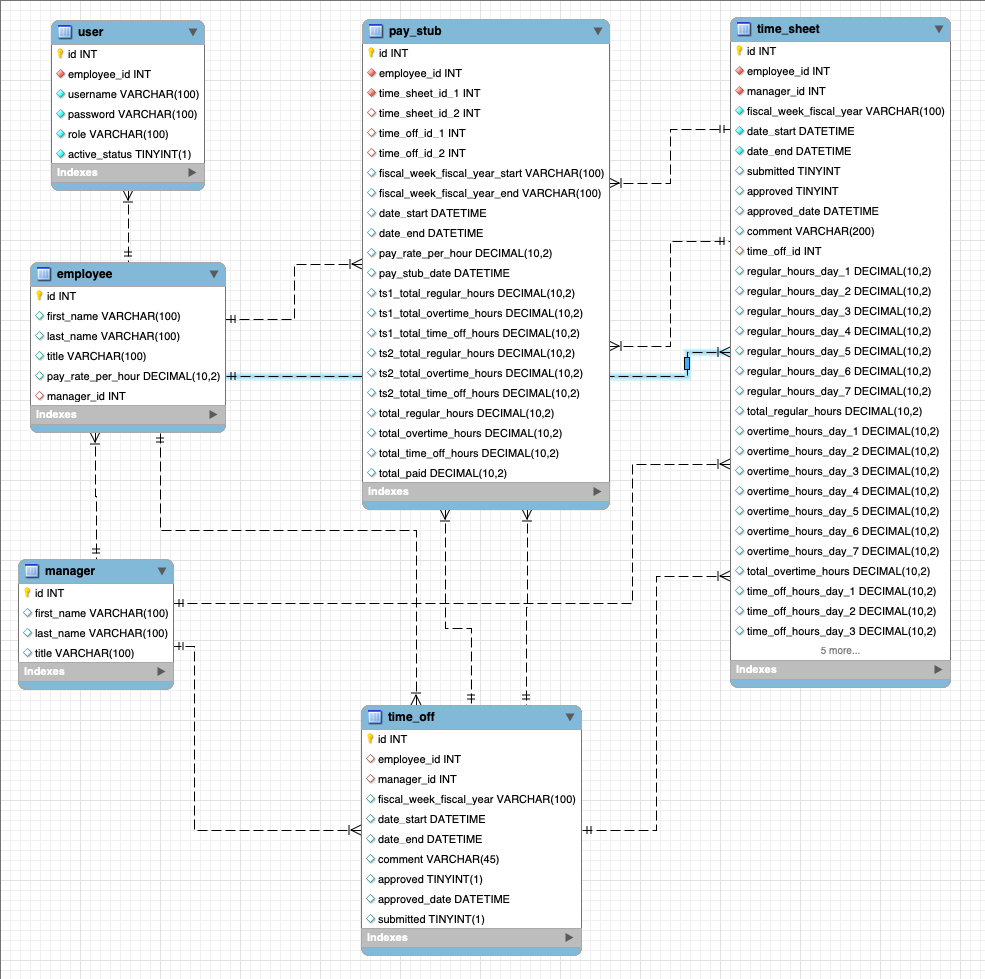 user
id INT
employee_id INT
username VARCHAR(100)
password VARCHAR(100)
role VARCHAR(100)
active_status TINYINT(1)
Indexes
employee
id INT
first_name VARCHAR(100)
last_name VARCHAR(100)
title VARCHAR(100)
pay_rate_per_hour DECIMAL(10,2)
manager_id INT
Indexes
manager
id INT
first_name VARCHAR(100)
last_name VARCHAR(100)
title VARCHAR(100)
Indexes
pay_stub
id INT
employee_id INT
time_sheet_id_1 INT
time_sheet_id_2 INT
time_off_id_1 INT
time_off_id_2 INT
fiscal_week_fiscal_year_start VARCHAR(100)
fiscal_week_fiscal_year_end VARCHAR(100)
date_start DATETIME
date_end DATETIME
pay_rate_per_hour DECIMAL(10,2)
pay_stub_date DATETIME
ts1_total_regular_hours DECIMAL(10,2)
ts1_total_overtime_hours DECIMAL(10,2)
ts1_total_time_off_hours DECIMAL(10,2)
ts2_total_regular_hours DECIMAL(10,2)
ts2_total_overtime_hours DECIMAL(10,2)
ts2_total_time_off_hours DECIMAL(10,2)
total_regular_hours DECIMAL(10,2)
total_overtime_hours DECIMAL(10,2)
total_time_off_hours DECIMAL(10,2)
total_paid DECIMAL(10,2)
Indexes
time_off
id INT
employee_id INT
manager_id INT
fiscal_week_fiscal_year VARCHAR(100)
date_start DATETIME
date_end DATETIME
comment VARCHAR(45)
approved TINYINT(1)
approved_date DATETIME
submitted TINYINT(1)
Indexes
time_sheet
id INT
employee_id INT
manager_id INT
fiscal_week_fiscal_year VARCHAR(100)
date_start DATETIME
date_end DATETIME
submitted TINYINT
approved TINYINT
approved_date DATETIME
comment VARCHAR(200)
time_off_id INT
regular_hours_day_1 DECIMAL(10,2)
regular_hours_day_2 DECIMAL(10,2)
regular_hours_day_3 DECIMAL(10,2)
regular_hours_day_4 DECIMAL(10,2)
regular_hours_day_5 DECIMAL(10,2)
regular_hours_day_6 DECIMAL(10,2)
regular_hours_day_7 DECIMAL(10,2)
total_regular_hours DECIMAL(10,2)
overtime_hours_day_1 DECIMAL(10,2)
overtime_hours_day_2 DECIMAL(10,2)
overtime_hours_day_3 DECIMAL(10,2)
overtime_hours_day_4 DECIMAL(10,2)
overtime_hours_day_5 DECIMAL(10,2)
overtime_hours_day_6 DECIMAL(10,2)
overtime_hours_day_7 DECIMAL(10,2)
total_overtime_hours DECIMAL(10,2)
time_off_hours_day_1 DECIMAL(10,2)
time_off_hours_day_2 DECIMAL(10,2)
time_off_hours_day_3 DECIMAL(10,2)
5 more...
Indexes